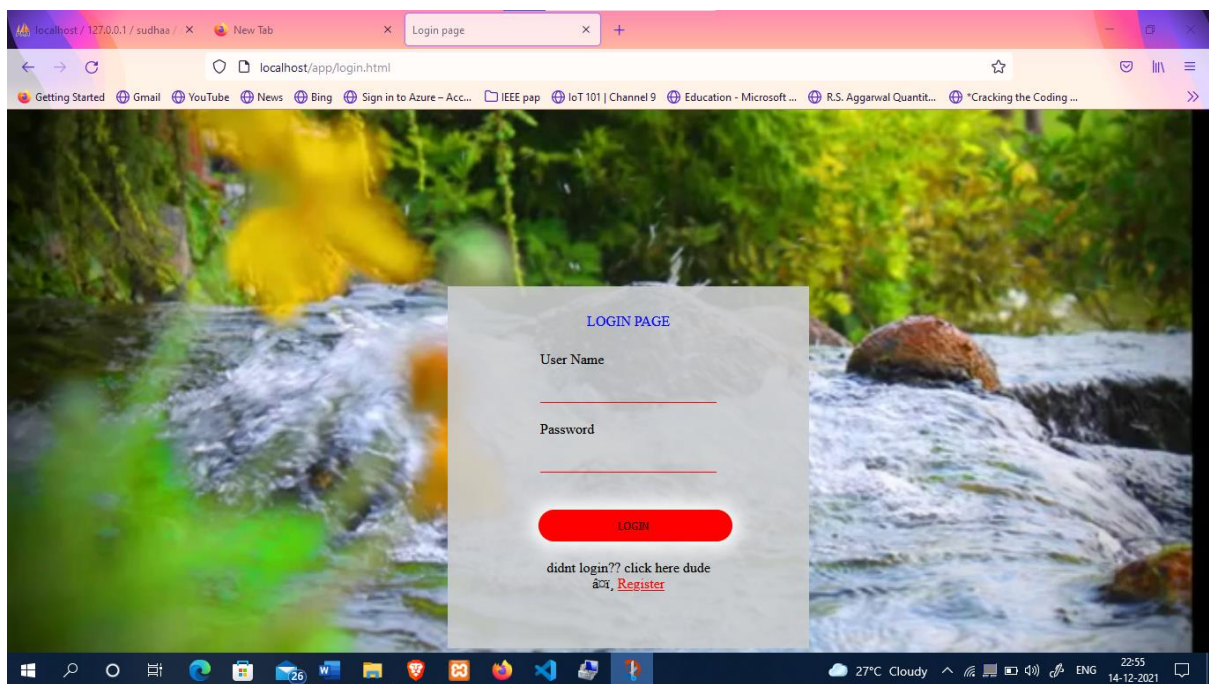 localhost / 127.0.0.1 / sudhaa /
New Tab
Login page
localhost/app/login.html
Getting Started Gmail YouTube News Bing Sign in to Azure – Acc... IEEE pap IoT 101 | Channel 9 Education - Microsoft ... R.S. Aggarwal Quantit... *Cracking the Coding ...
LOGIN PAGE
User Name
Password
LOGIN
didnt login?? click here dude
Register
26
27°C Cloudy
ENG
22:55
14-12-2021